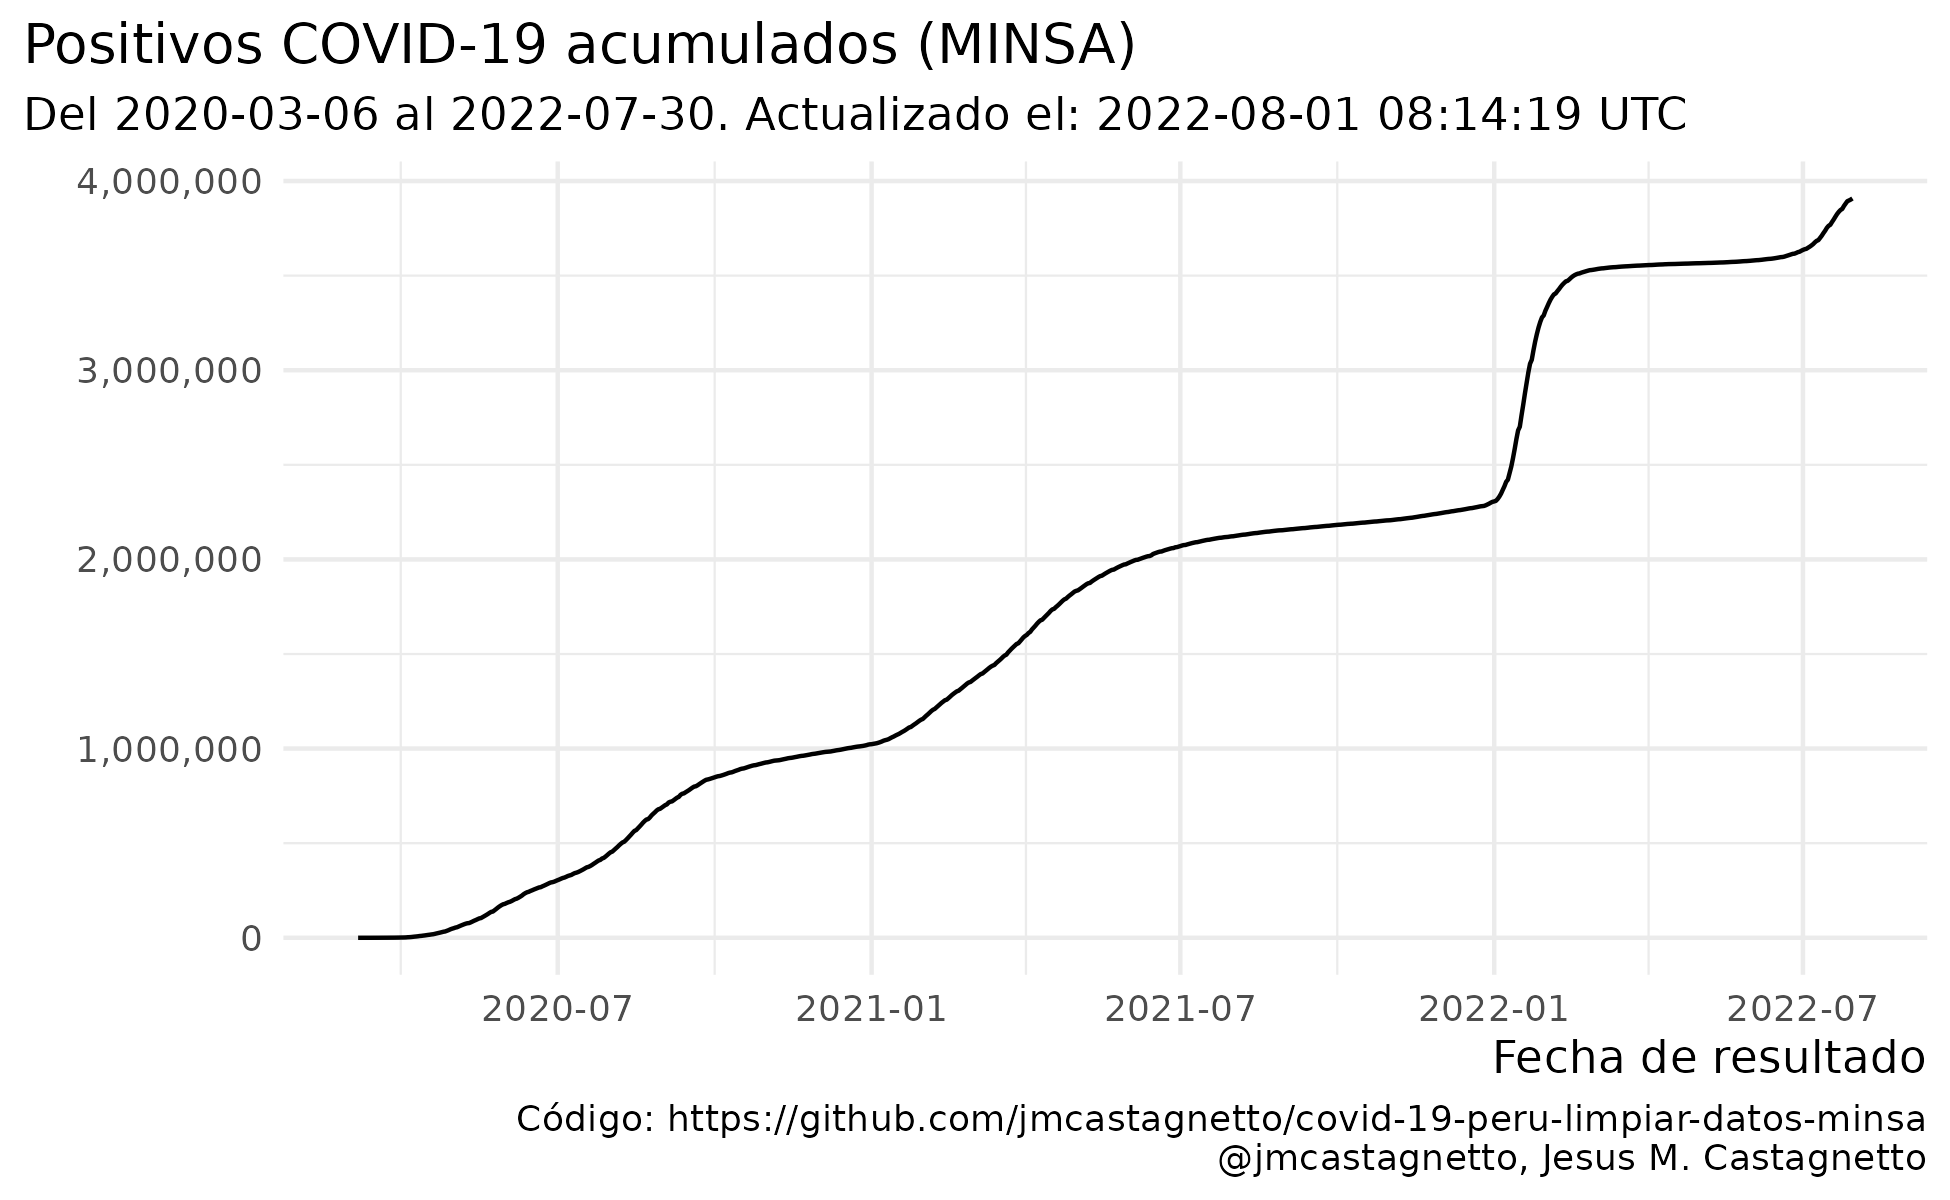 Positivos COVID-19 acumulados (MINSA)
Del 2020-03-06 al 2022-07-30. Actualizado el: 2022-08-01 08:14:19 UTC
4,000,000
3,000,000
2,000,000
1,000,000
0
2020-07 2021-01 2021-07 2022-01 2022-07
Fecha de resultado
Código: https://github.com/jmcastagnetto/covid-19-peru-limpiar-datos-minsa
@jmcastagnetto, Jesus M. Castagnetto